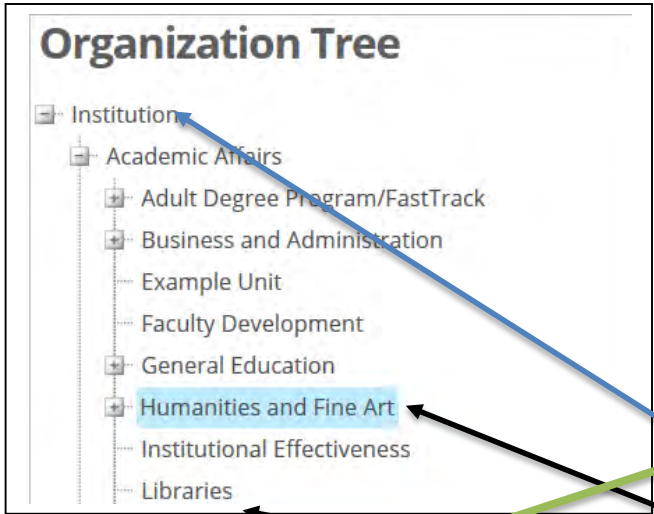 Organization Tree
Institution
Academic Affairs
Adult Degree Program/FastTrack
Business and Administration
Example Unit
Faculty Development
General Education
Humanities and Fine Art
Institutional Effectiveness
Libraries